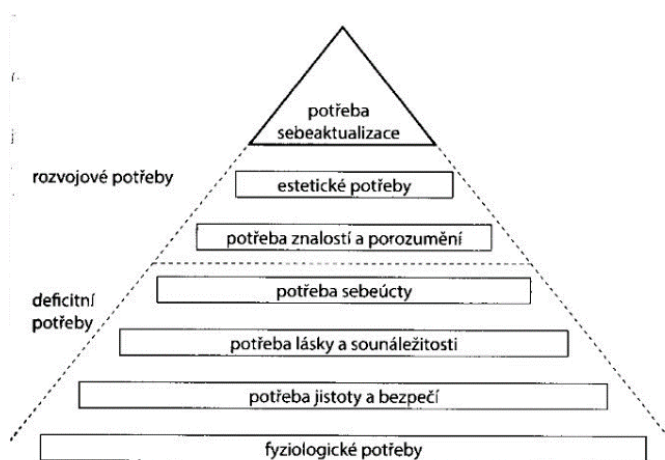 potřeba
sebeaktualizace
rozvojové potřeby
estetické potřeby
potřeba znalostí a porozumění
potřeba sebeúcty
deficitní
potřeby
potřeba lásky a sounáležitosti
potřeba jistoty a bezpečí
fyziologické potřeby